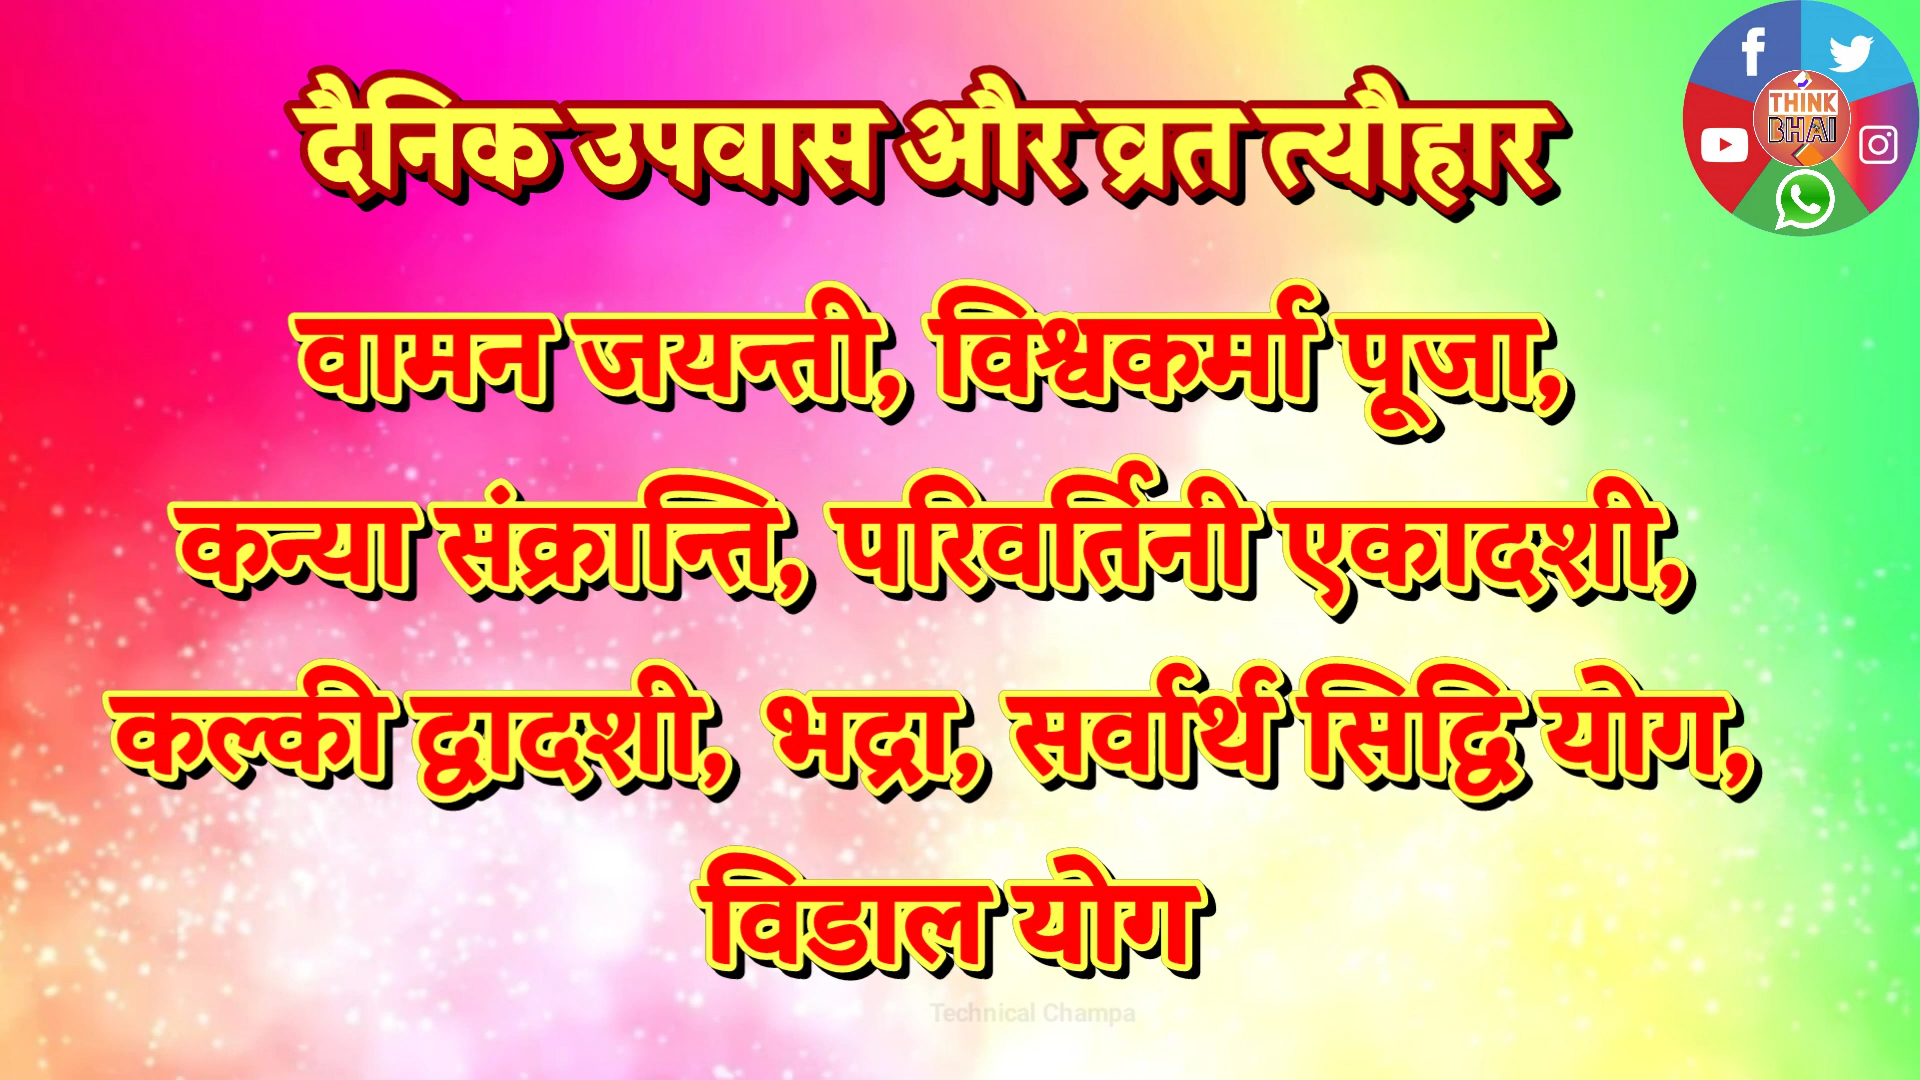 दैनिक उपवास और व्रत त्यौहार
THINK
BHAI
वामन जयन्ती, विश्वकर्मा पूजा,
कन्या संक्रान्ति, परिवर्तिनी एकादशी,
कल्की द्वादशी, भद्रा, सर्वार्थ सिद्धि योग,
विडाल योग
Technical Champa